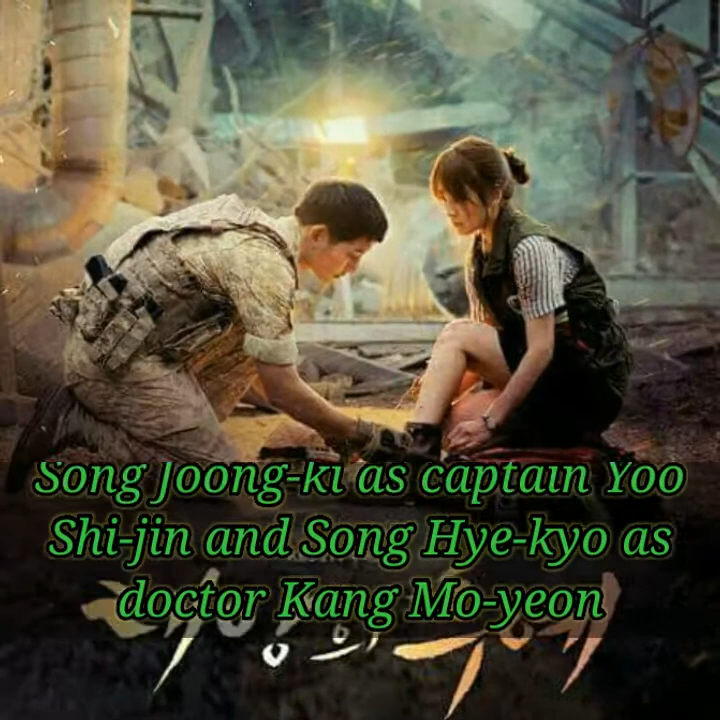 Song Joong-ki as captain Yoo
Shi-jin and Song Hye-kyo as
doctor Kang Mo-yeon